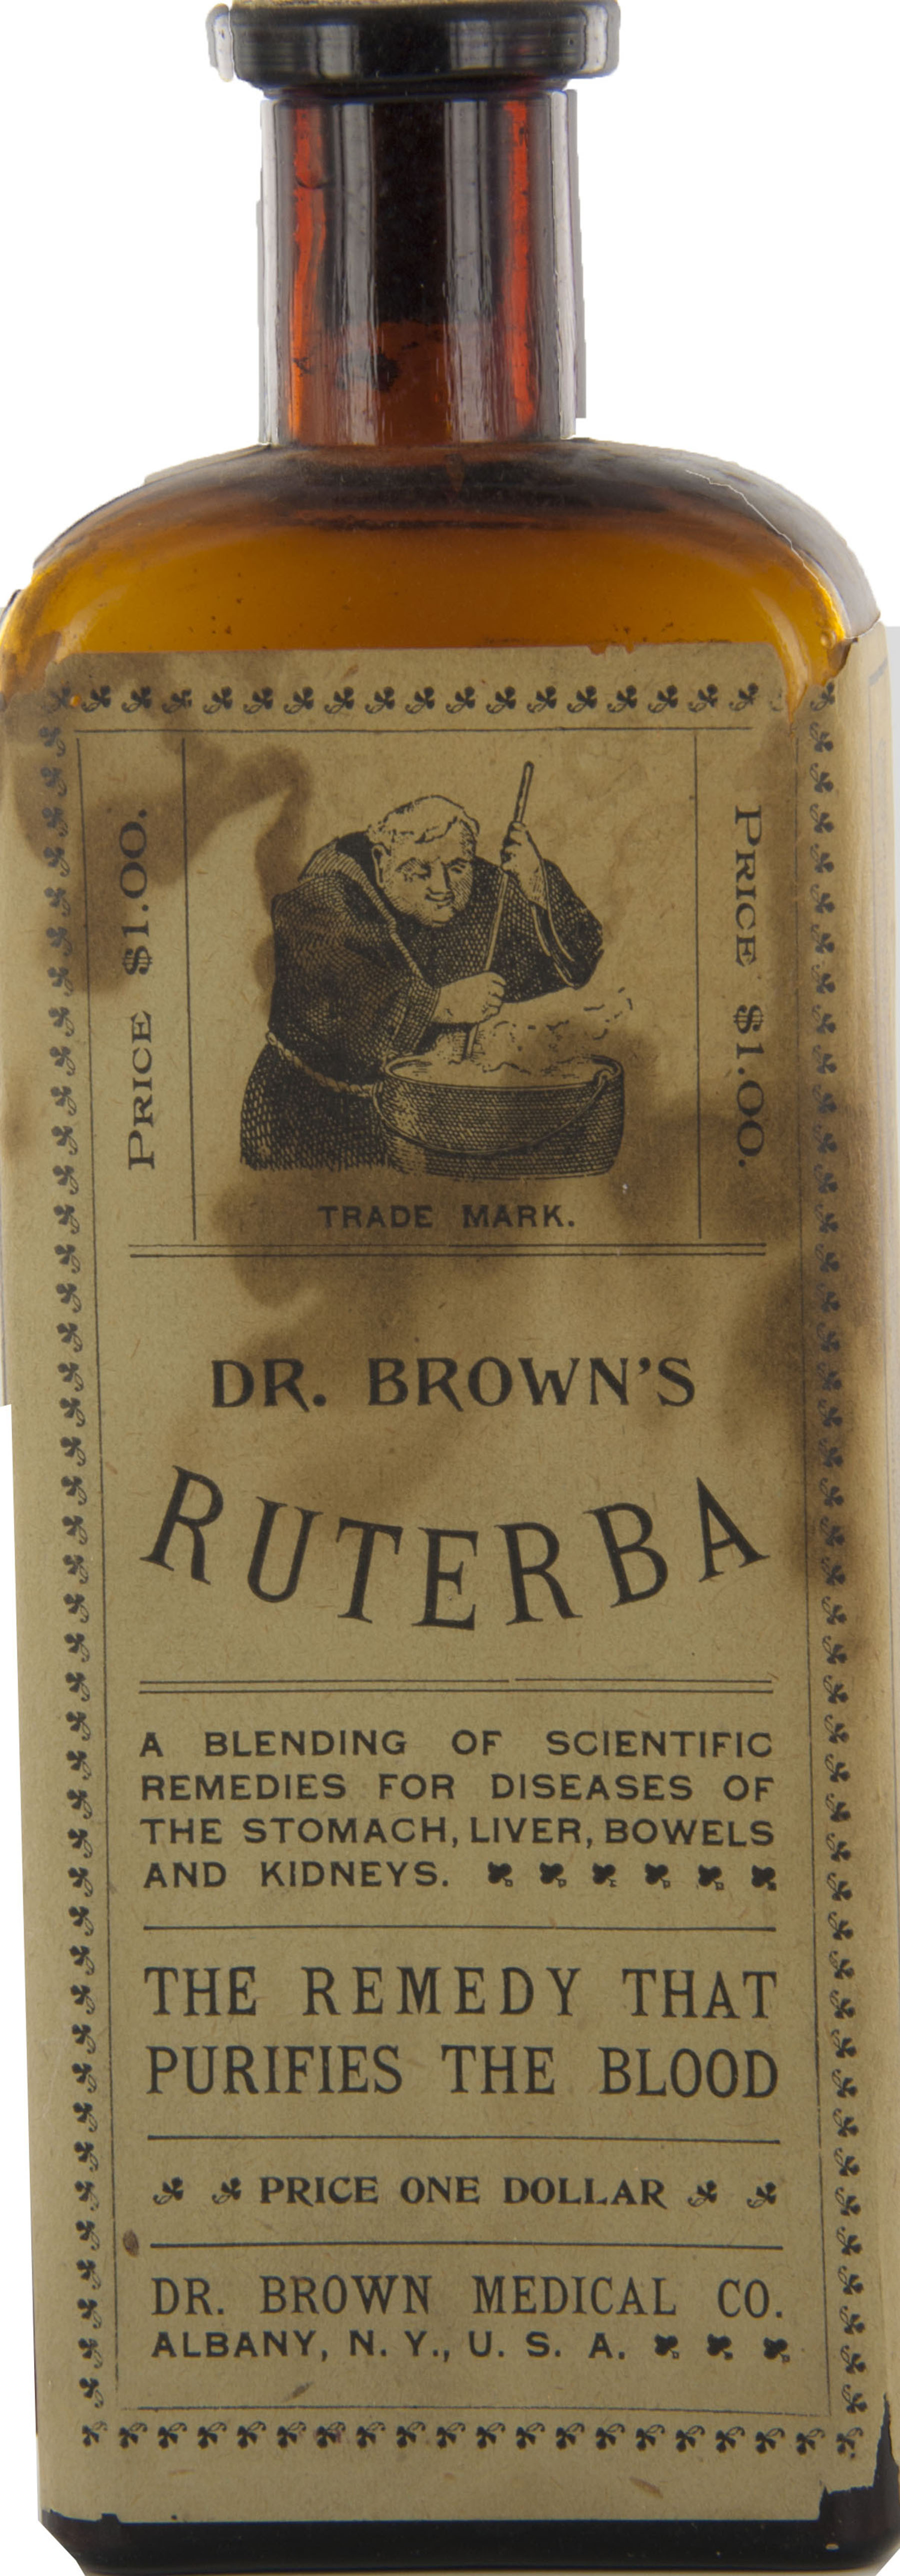 PRICE $1.00.
PRICE $1.00.
TRADE MARK.
DR. BROWN'S
RUTERBA
A BLENDING OF SCIENTIFIC
REMEDIES FOR DISEASES OF
THE STOMACH, LIVER, BOWELS
AND KIDNEYS.
THE REMEDY THAT
PURIFIES THE BLOOD
PRICE ONE DOLLAR
DR. BROWN MEDICAL CO.
ALBANY, N. Y., U. S. A.